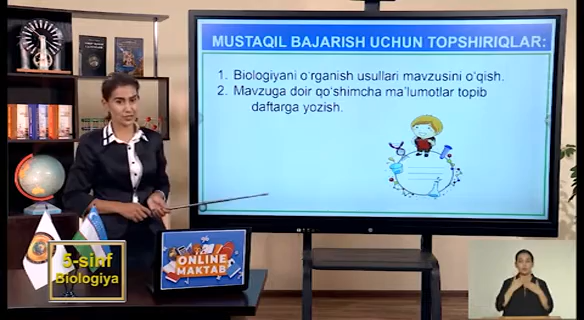 MUSTAQIL BAJARISH UCHUN TOPSHIRIQLAR:
1. Biologiyani o'rganish usullari mavzusini o'qish.
2. Mavzuga doir qo'shimcha ma'lumotlar topib
daftarga yozish.
5-sinf
Biologiya
ONLINE
MAKTAB